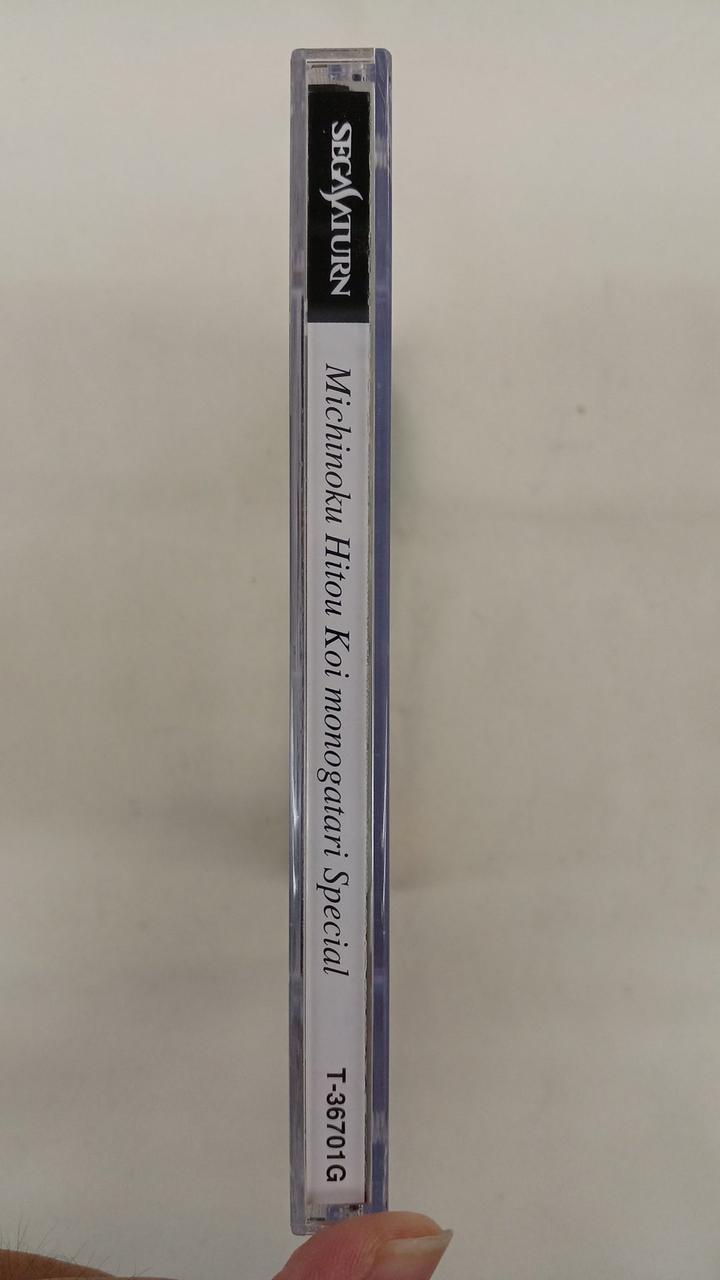 SEGA SATURN
Michinoku Hitou Koi monogatari Special
T-36701G